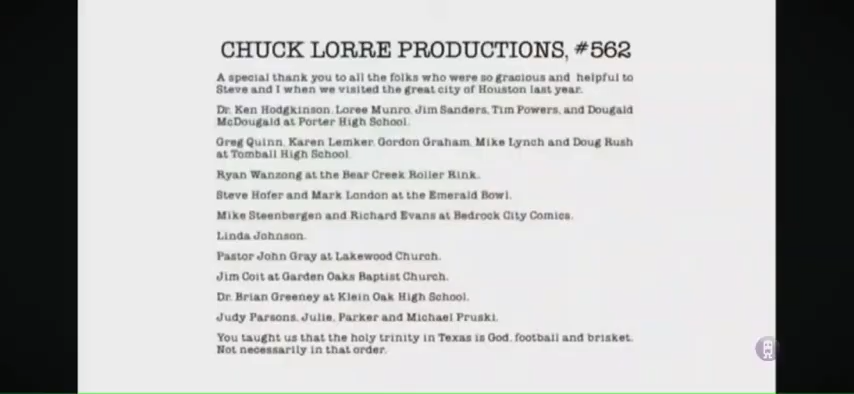 CHUCK LORRE PRODUCTIONS, #562
A special thank you to all the folks who were so gracious and helpful to
Steve and I when we visited the great city of Houston last year.
Dr. Ken Hodgkinson, Loree Munro, Jim Sanders, Tim Powers, and Dougald
McDougald at Porter High School.
Greg Quinn, Karen Lemker, Gordon Graham, Mike Lynch and Doug Rush
at Tomball High School.
Ryan Wanzong at the Bear Creek Roller Rink.
Steve Hofer and Mark London at the Emerald Bowl.
Mike Steenbergen and Richard Evans at Bedrock City Comics.
Linda Johnson.
Pastor John Gray at Lakewood Church.
Jim Coit at Garden Oaks Baptist Church.
Dr. Brian Greeney at Klein Oak High School.
Judy Parsons, Julie, Parker and Michael Pruski.
You taught us that the holy trinity in Texas is God, football and brisket.
Not necessarily in that order.